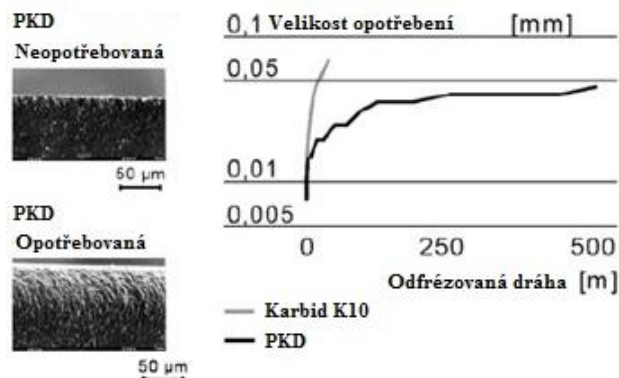 PKD
Neopotřebovaná
50 µm
PKD
Opotřebovaná
50 µm
0,1 Velikost opotřebení [mm]
0,05
0,01
0,005
0 250 500
Odfrézovaná dráha [m]
Karbid K10
PKD